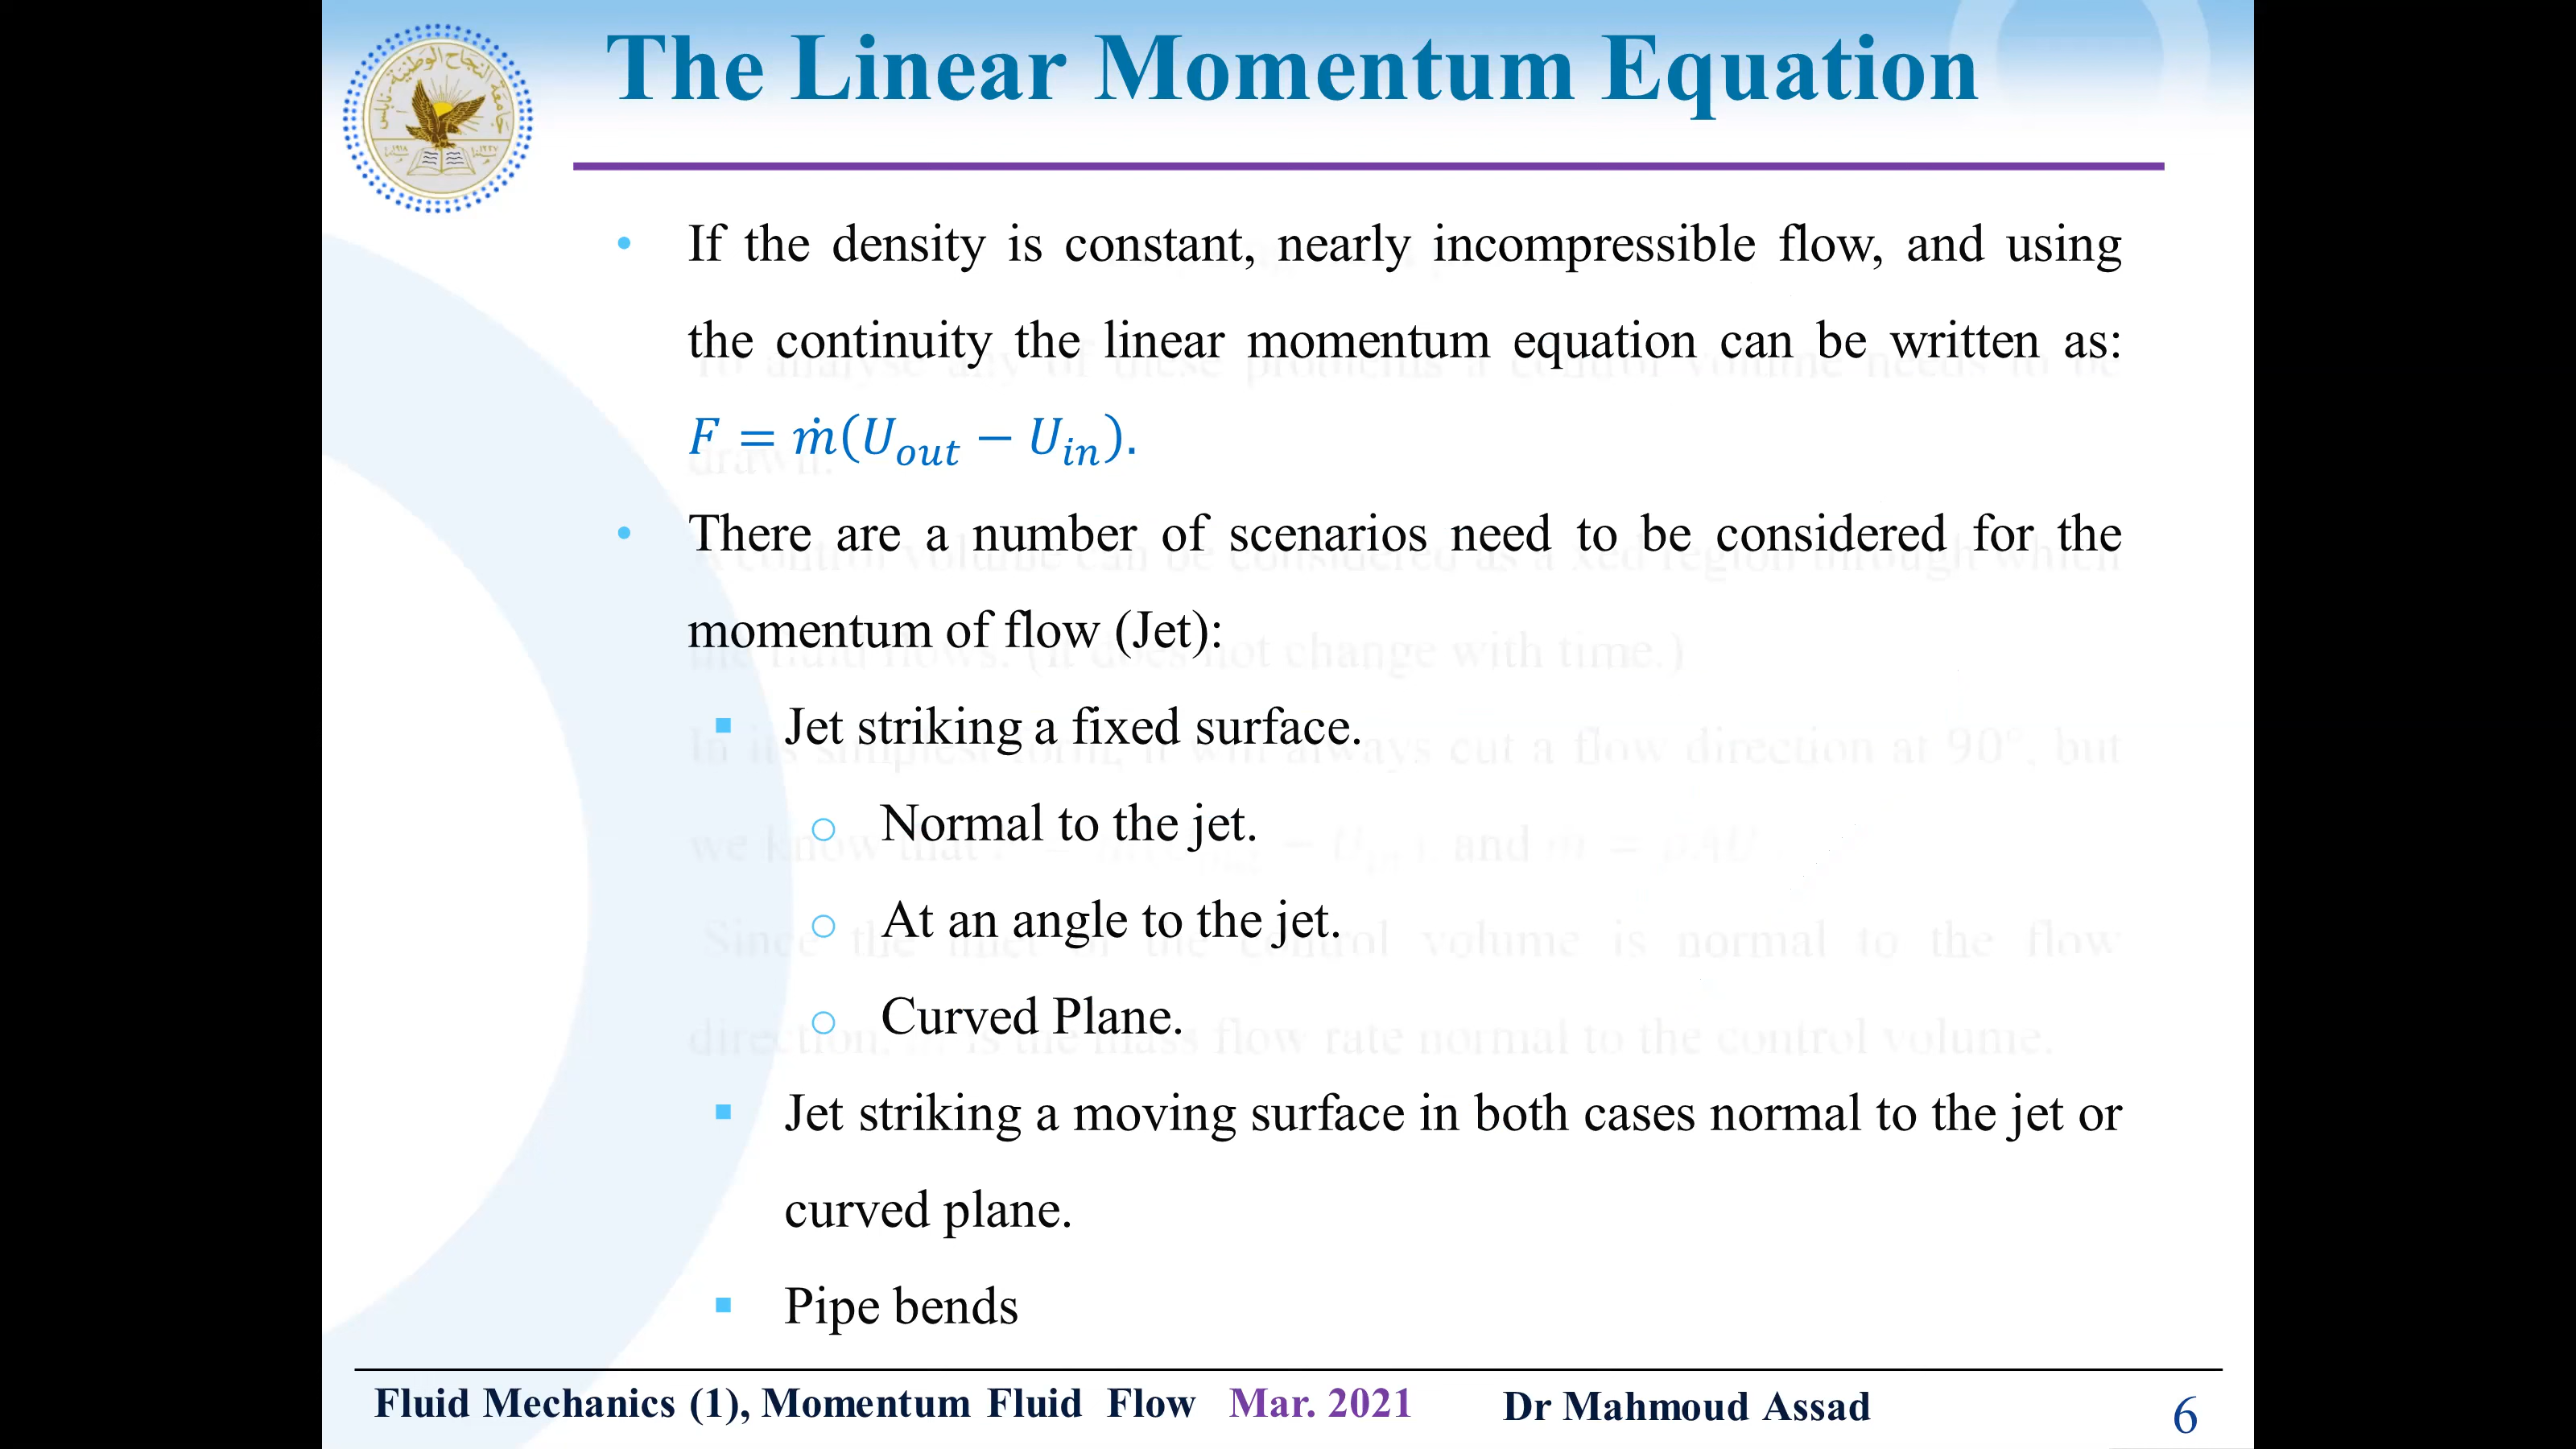 The Linear Momentum Equation
جامعة النجاح الوطنية - نابلس
• If the density is constant, nearly incompressible flow, and using
the continuity the linear momentum equation can be written as:
F = ṁ(U_out − U_in).
• There are a number of scenarios need to be considered for the
momentum of flow (Jet):
▪ Jet striking a fixed surface.
○ Normal to the jet.
○ At an angle to the jet.
○ Curved Plane.
▪ Jet striking a moving surface in both cases normal to the jet or
curved plane.
▪ Pipe bends
Fluid Mechanics (1), Momentum Fluid Flow Mar. 2021 Dr Mahmoud Assad 6